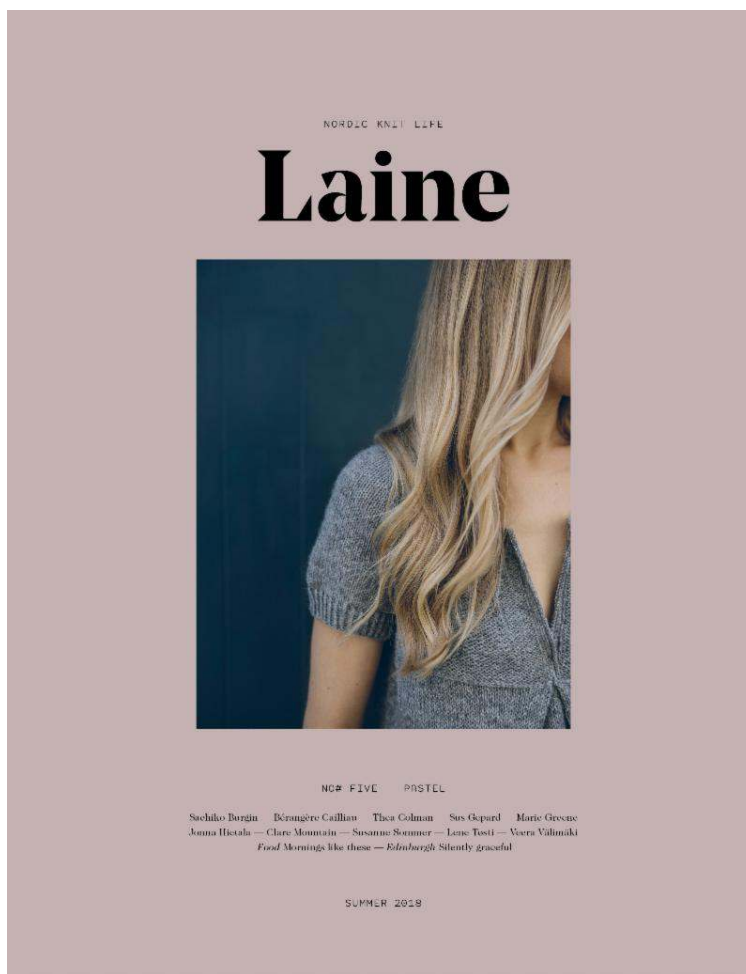 NORDIC KNIT LIFE
Laine
NO# FIVE PASTEL
Sachiko Burgin Bérangère Cailliau Thea Colman Sus Gepard Marie Greene
Jonna Hietala — Clare Mountain — Susanne Sommer — Lene Tøsti — Veera Välimäki
Food Mornings like these — Edinburgh Silently graceful
SUMMER 2018